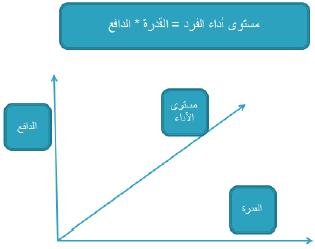 مستوى أداء الفرد = القدرة * الدافع
مستوى
الأداء
الدافع
القدرة